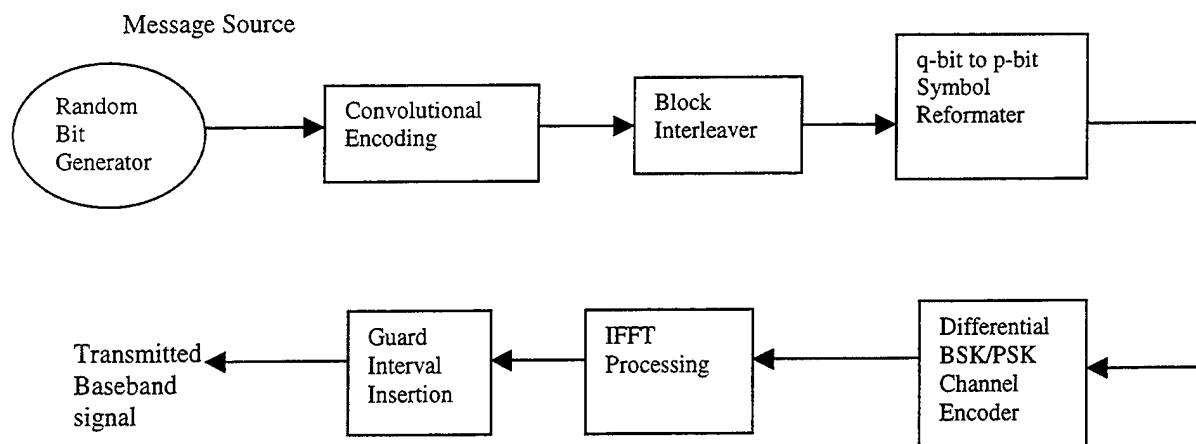 Message Source
Random
Bit
Generator
Convolutional
Encoding
Block
Interleaver
q-bit to p-bit
Symbol
Reformater
Differential
BSK/PSK
Channel
Encoder
IFFT
Processing
Guard
Interval
Insertion
Transmitted
Baseband
signal